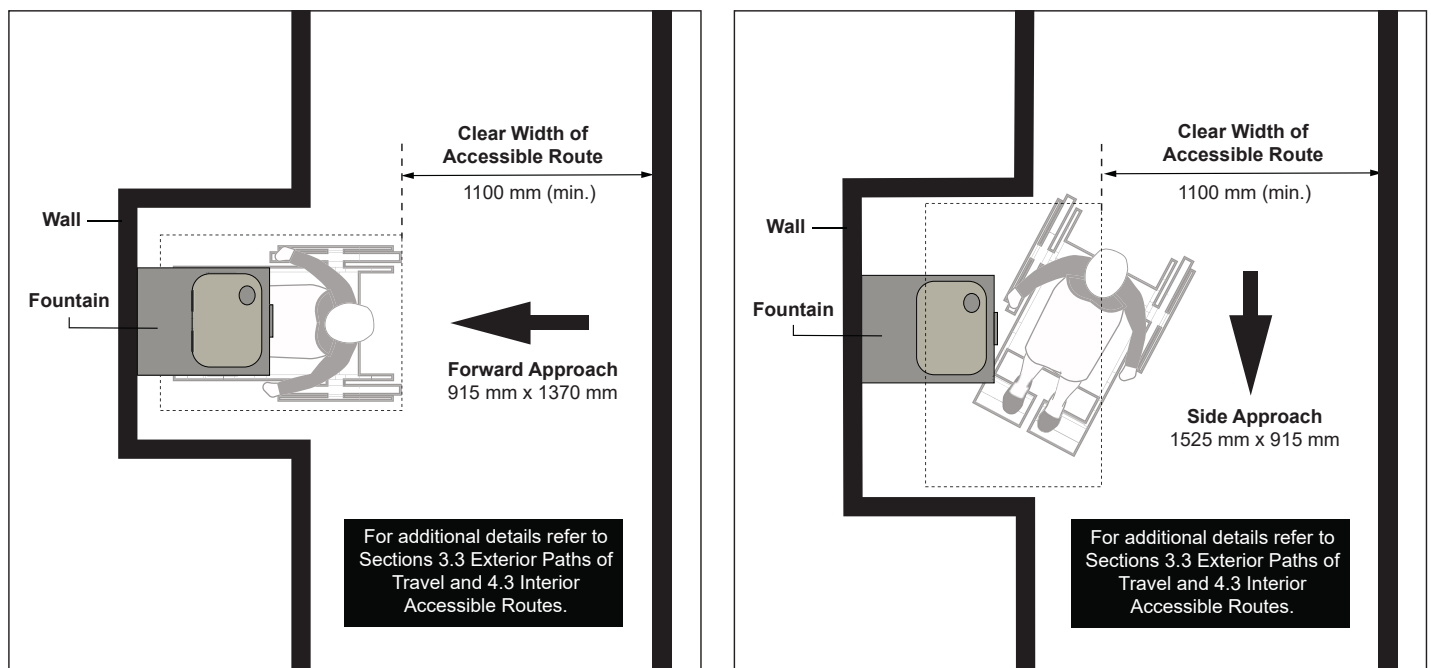 Clear Width of
Accessible Route
1100 mm (min.)
Wall
Fountain
Forward Approach
915 mm x 1370 mm
For additional details refer to
Sections 3.3 Exterior Paths of
Travel and 4.3 Interior
Accessible Routes.
Clear Width of
Accessible Route
1100 mm (min.)
Wall
Fountain
Side Approach
1525 mm x 915 mm
For additional details refer to
Sections 3.3 Exterior Paths of
Travel and 4.3 Interior
Accessible Routes.